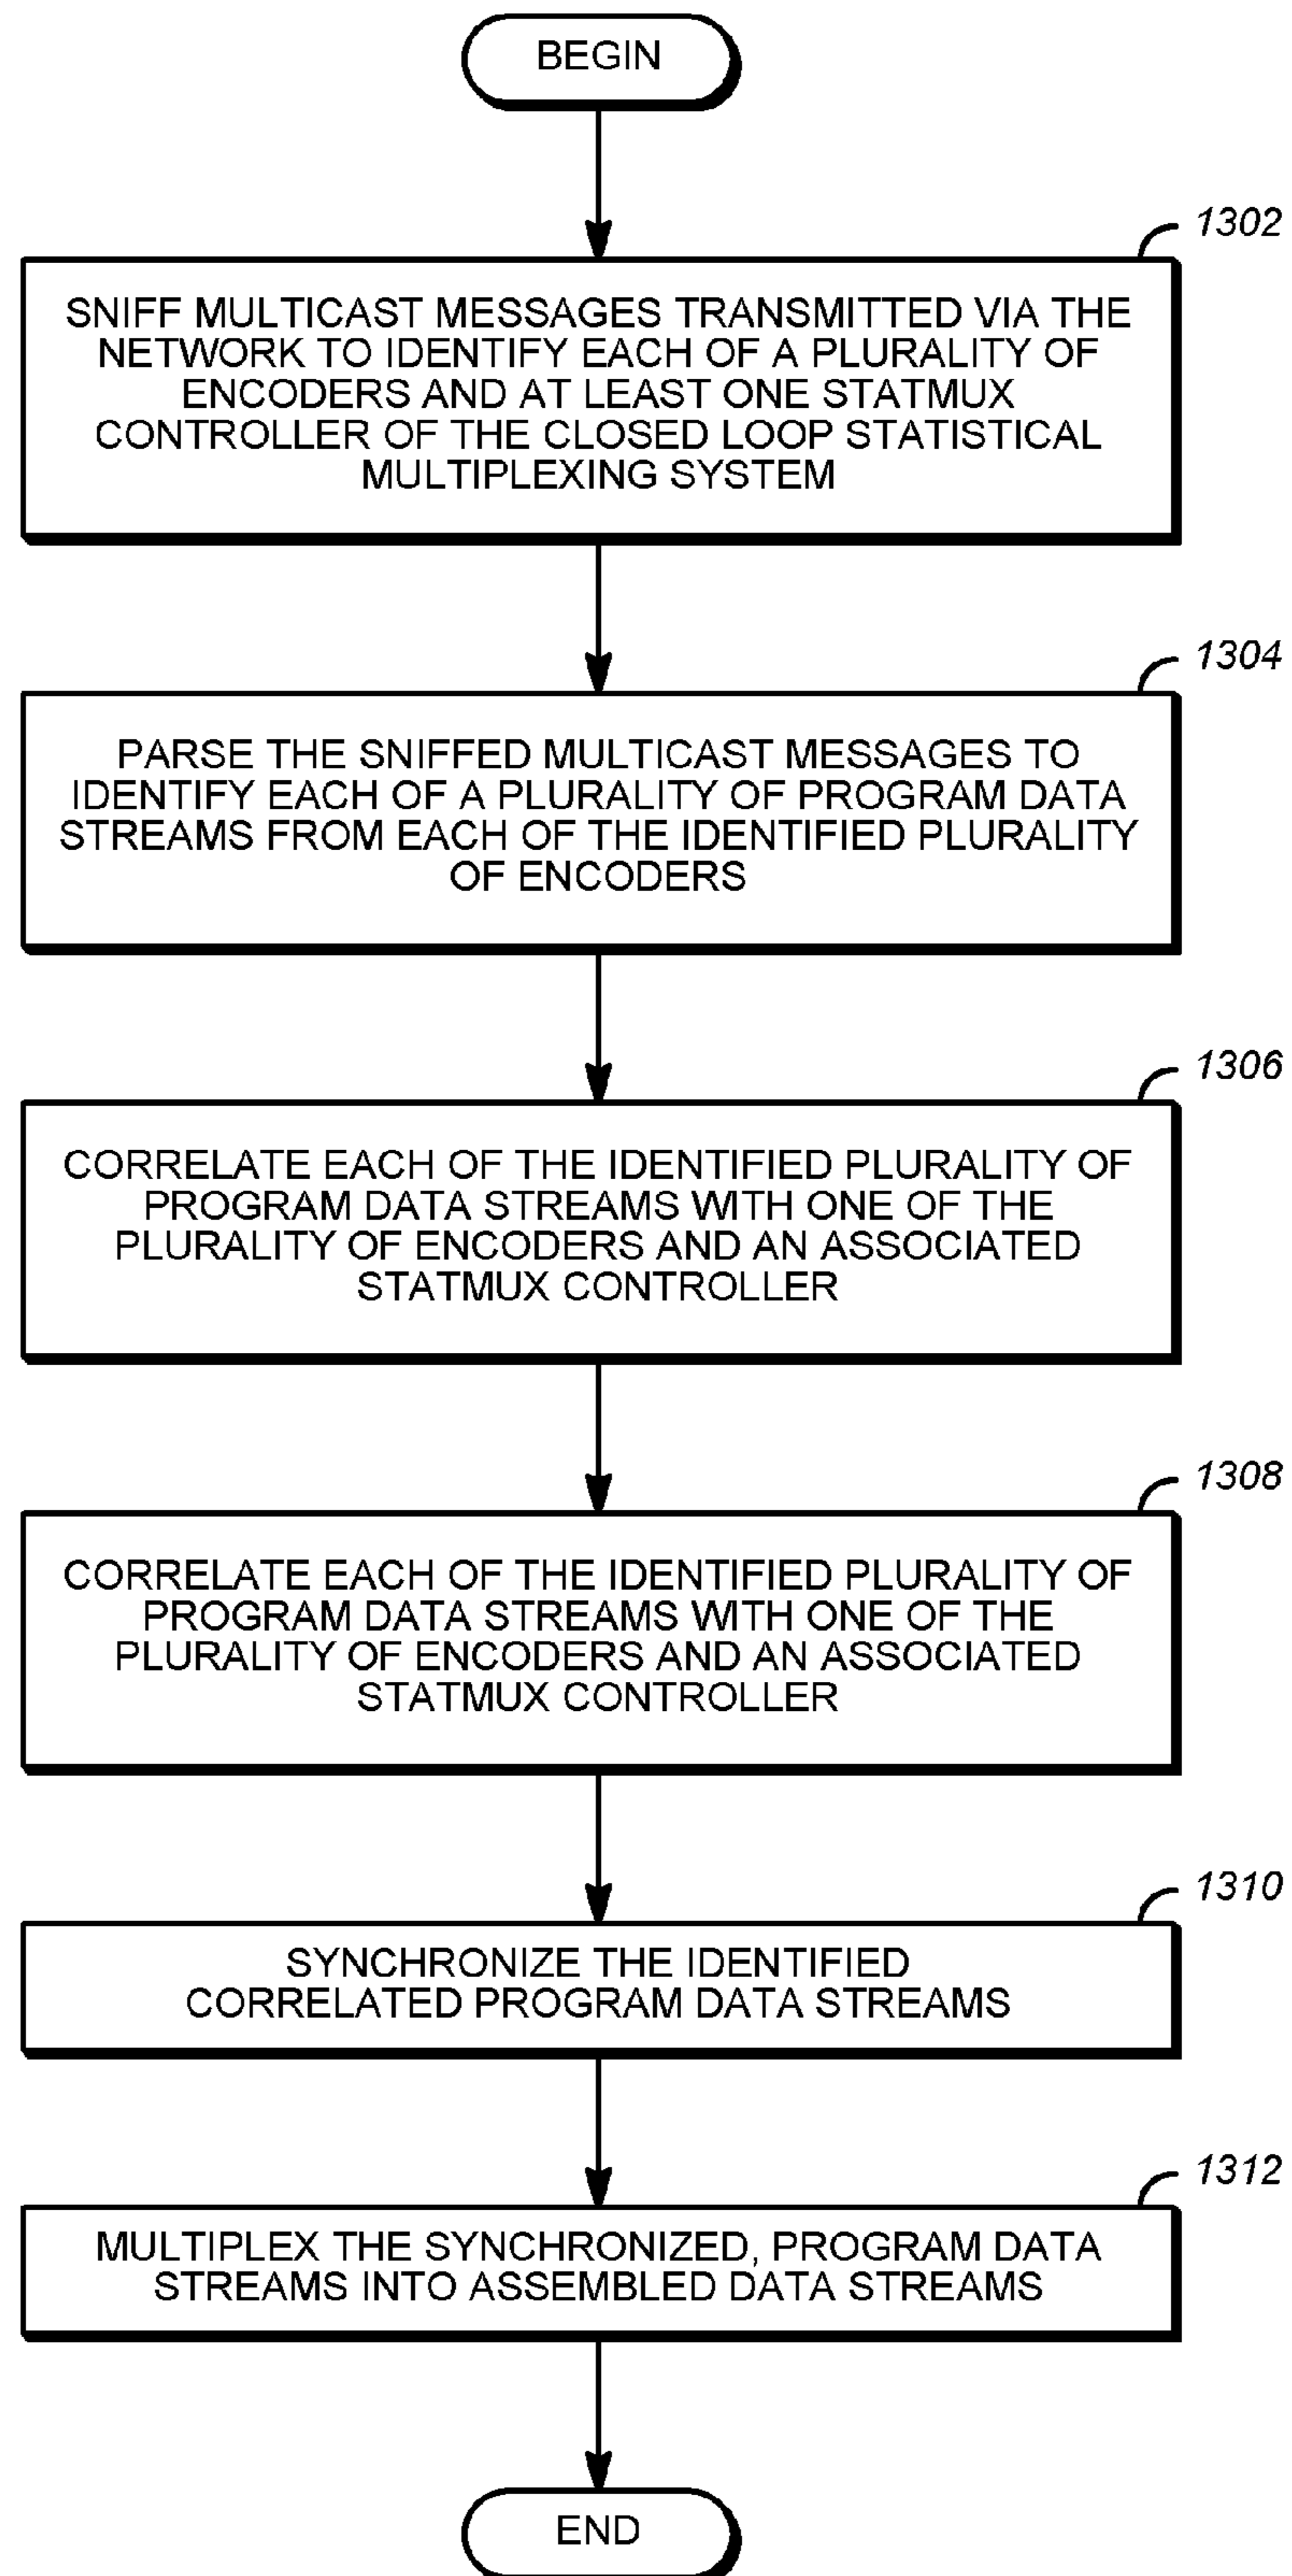 BEGIN
1302
SNIFF MULTICAST MESSAGES TRANSMITTED VIA THE
NETWORK TO IDENTIFY EACH OF A PLURALITY OF
ENCODERS AND AT LEAST ONE STATMUX
CONTROLLER OF THE CLOSED LOOP STATISTICAL
MULTIPLEXING SYSTEM
1304
PARSE THE SNIFFED MULTICAST MESSAGES TO
IDENTIFY EACH OF A PLURALITY OF PROGRAM DATA
STREAMS FROM EACH OF THE IDENTIFIED PLURALITY
OF ENCODERS
1306
CORRELATE EACH OF THE IDENTIFIED PLURALITY OF
PROGRAM DATA STREAMS WITH ONE OF THE
PLURALITY OF ENCODERS AND AN ASSOCIATED
STATMUX CONTROLLER
1308
CORRELATE EACH OF THE IDENTIFIED PLURALITY OF
PROGRAM DATA STREAMS WITH ONE OF THE
PLURALITY OF ENCODERS AND AN ASSOCIATED
STATMUX CONTROLLER
1310
SYNCHRONIZE THE IDENTIFIED
CORRELATED PROGRAM DATA STREAMS
1312
MULTIPLEX THE SYNCHRONIZED, PROGRAM DATA
STREAMS INTO ASSEMBLED DATA STREAMS
END